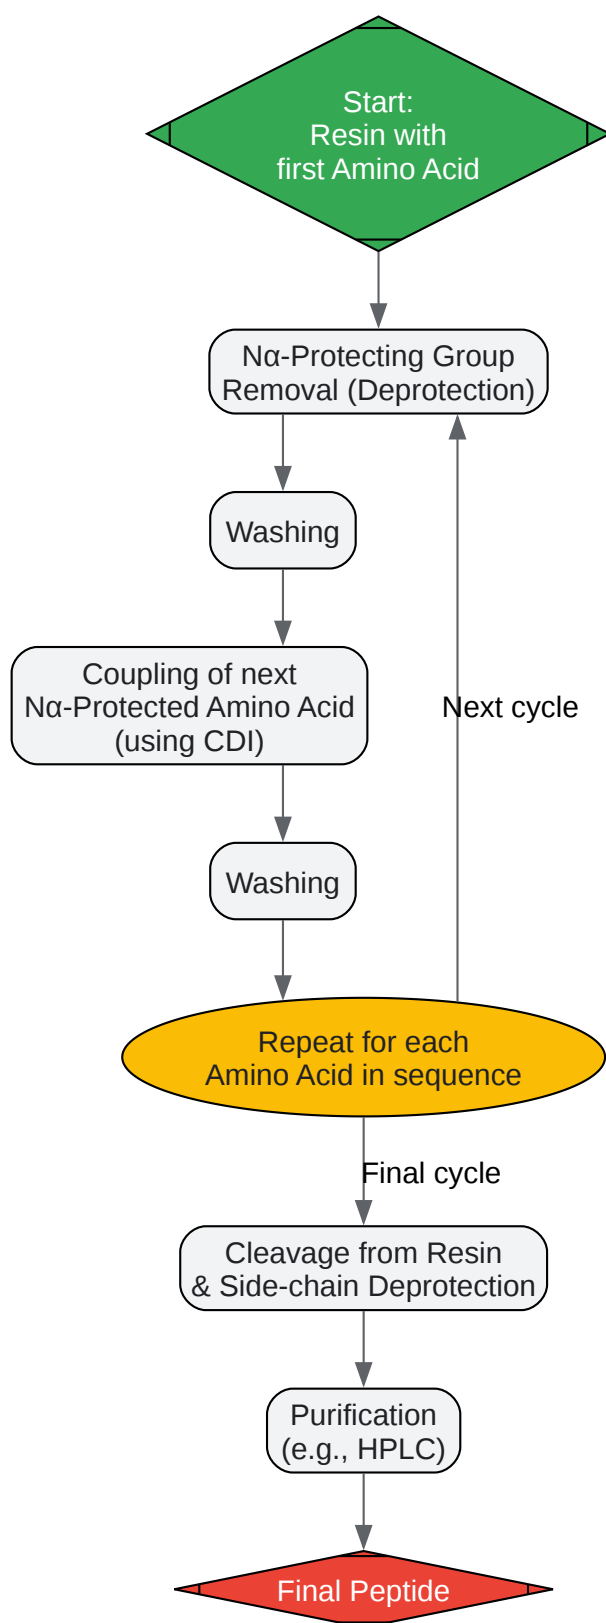 Start:
Resin with
first Amino Acid
Nα-Protecting Group
Removal (Deprotection)
Washing
Coupling of next
Nα-Protected Amino Acid
(using CDI)
Next cycle
Washing
Repeat for each
Amino Acid in sequence
Final cycle
Cleavage from Resin
& Side-chain Deprotection
Purification
(e.g., HPLC)
Final Peptide